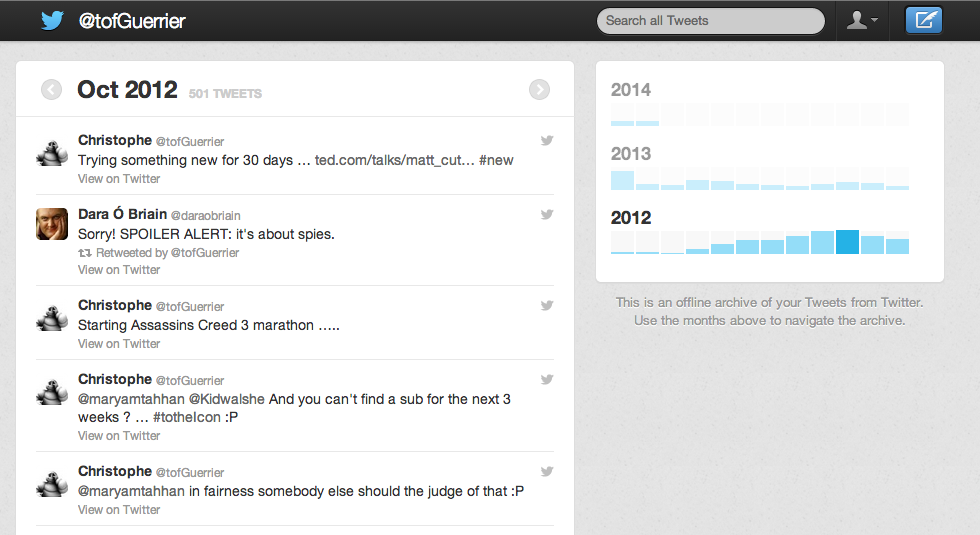 @tofGuerrier
Search all Tweets
Oct 2012 501 TWEETS
Christophe @tofGuerrier
Trying something new for 30 days … ted.com/talks/matt_cut… #new
View on Twitter
Dara Ó Briain @daraobriain
Sorry! SPOILER ALERT: it's about spies.
Retweeted by @tofGuerrier
View on Twitter
Christophe @tofGuerrier
Starting Assassins Creed 3 marathon …..
View on Twitter
Christophe @tofGuerrier
@maryamtahhan @Kidwalshe And you can't find a sub for the next 3
weeks ? … #totheIcon :P
View on Twitter
Christophe @tofGuerrier
@maryamtahhan in fairness somebody else should the judge of that :P
View on Twitter
2014
2013
2012
This is an offline archive of your Tweets from Twitter.
Use the months above to navigate the archive.